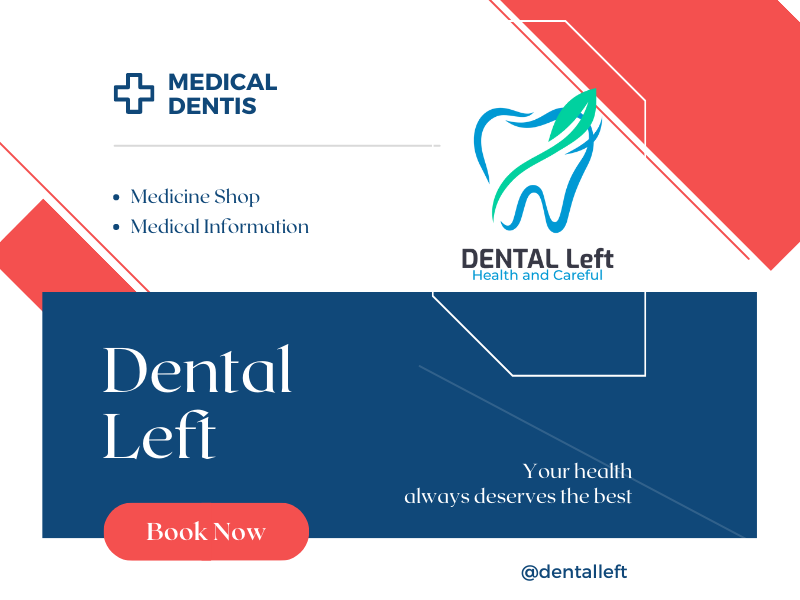 MEDICAL
DENTIS
Medicine Shop
Medical Information
DENTAL Left
Health and Careful
Dental
Left
Your health
always deserves the best
Book Now
@dentalleft